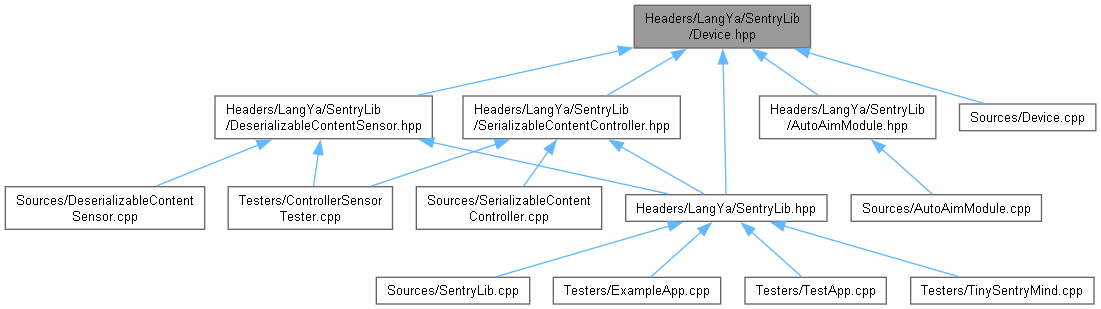 Headers/LangYa/SentryLib
/Device.hpp
Headers/LangYa/SentryLib
/DeserializableContentSensor.hpp
Headers/LangYa/SentryLib
/SerializableContentController.hpp
Headers/LangYa/SentryLib
/AutoAimModule.hpp
Sources/Device.cpp
Sources/DeserializableContent
Sensor.cpp
Testers/ControllerSensor
Tester.cpp
Sources/SerializableContent
Controller.cpp
Headers/LangYa/SentryLib.hpp
Sources/AutoAimModule.cpp
Sources/SentryLib.cpp
Testers/ExampleApp.cpp
Testers/TestApp.cpp
Testers/TinySentryMind.cpp